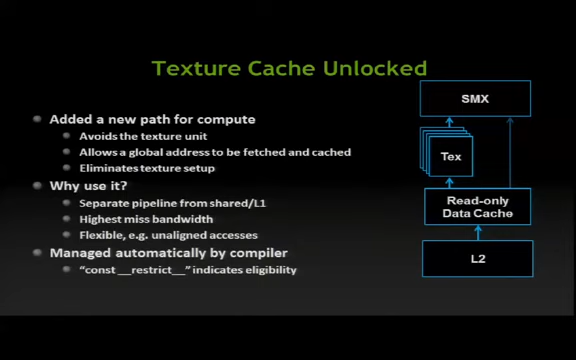 Texture Cache Unlocked
Added a new path for compute
Avoids the texture unit
Allows a global address to be fetched and cached
Eliminates texture setup
Why use it?
Separate pipeline from shared/L1
Highest miss bandwidth
Flexible, e.g. unaligned accesses
Managed automatically by compiler
“const __restrict__” indicates eligibility
SMX
Tex
Read-only
Data Cache
L2